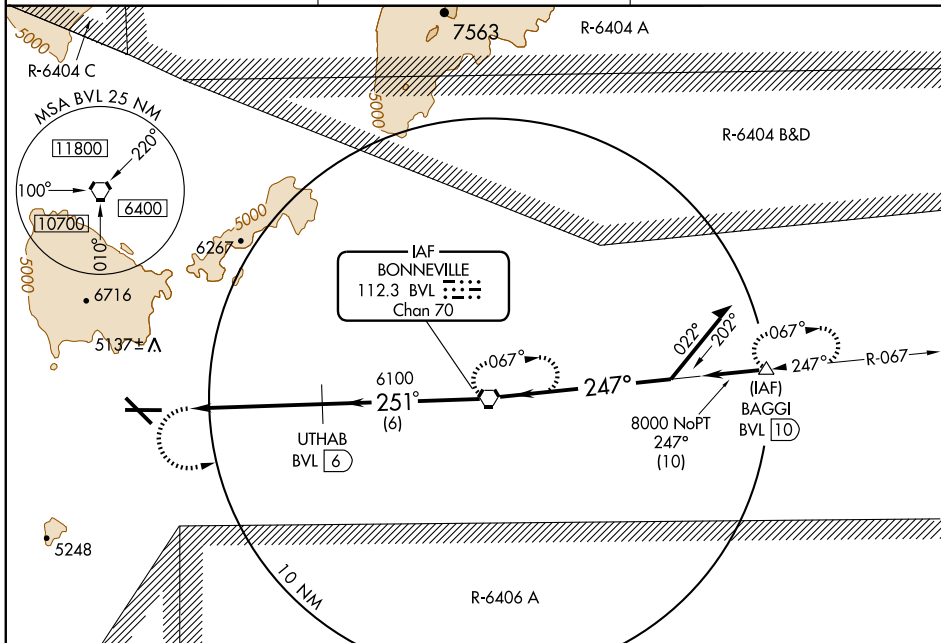 5000
R-6404 C
7563
5000
R-6404 A
R-6404 B&D
MSA BVL 25 NM
11800
220°
100°
6400
10700
010°
5000
6716
5137±
5000
6267
IAF
BONNEVILLE
112.3 BVL
Chan 70
067°
022°
202°
067°
247°
R-067
(IAF)
BAGGI
BVL 10
6100
251°
(6)
247°
8000 NoPT
247°
(10)
UTHAB
BVL 6
5248
10 NM
R-6406 A